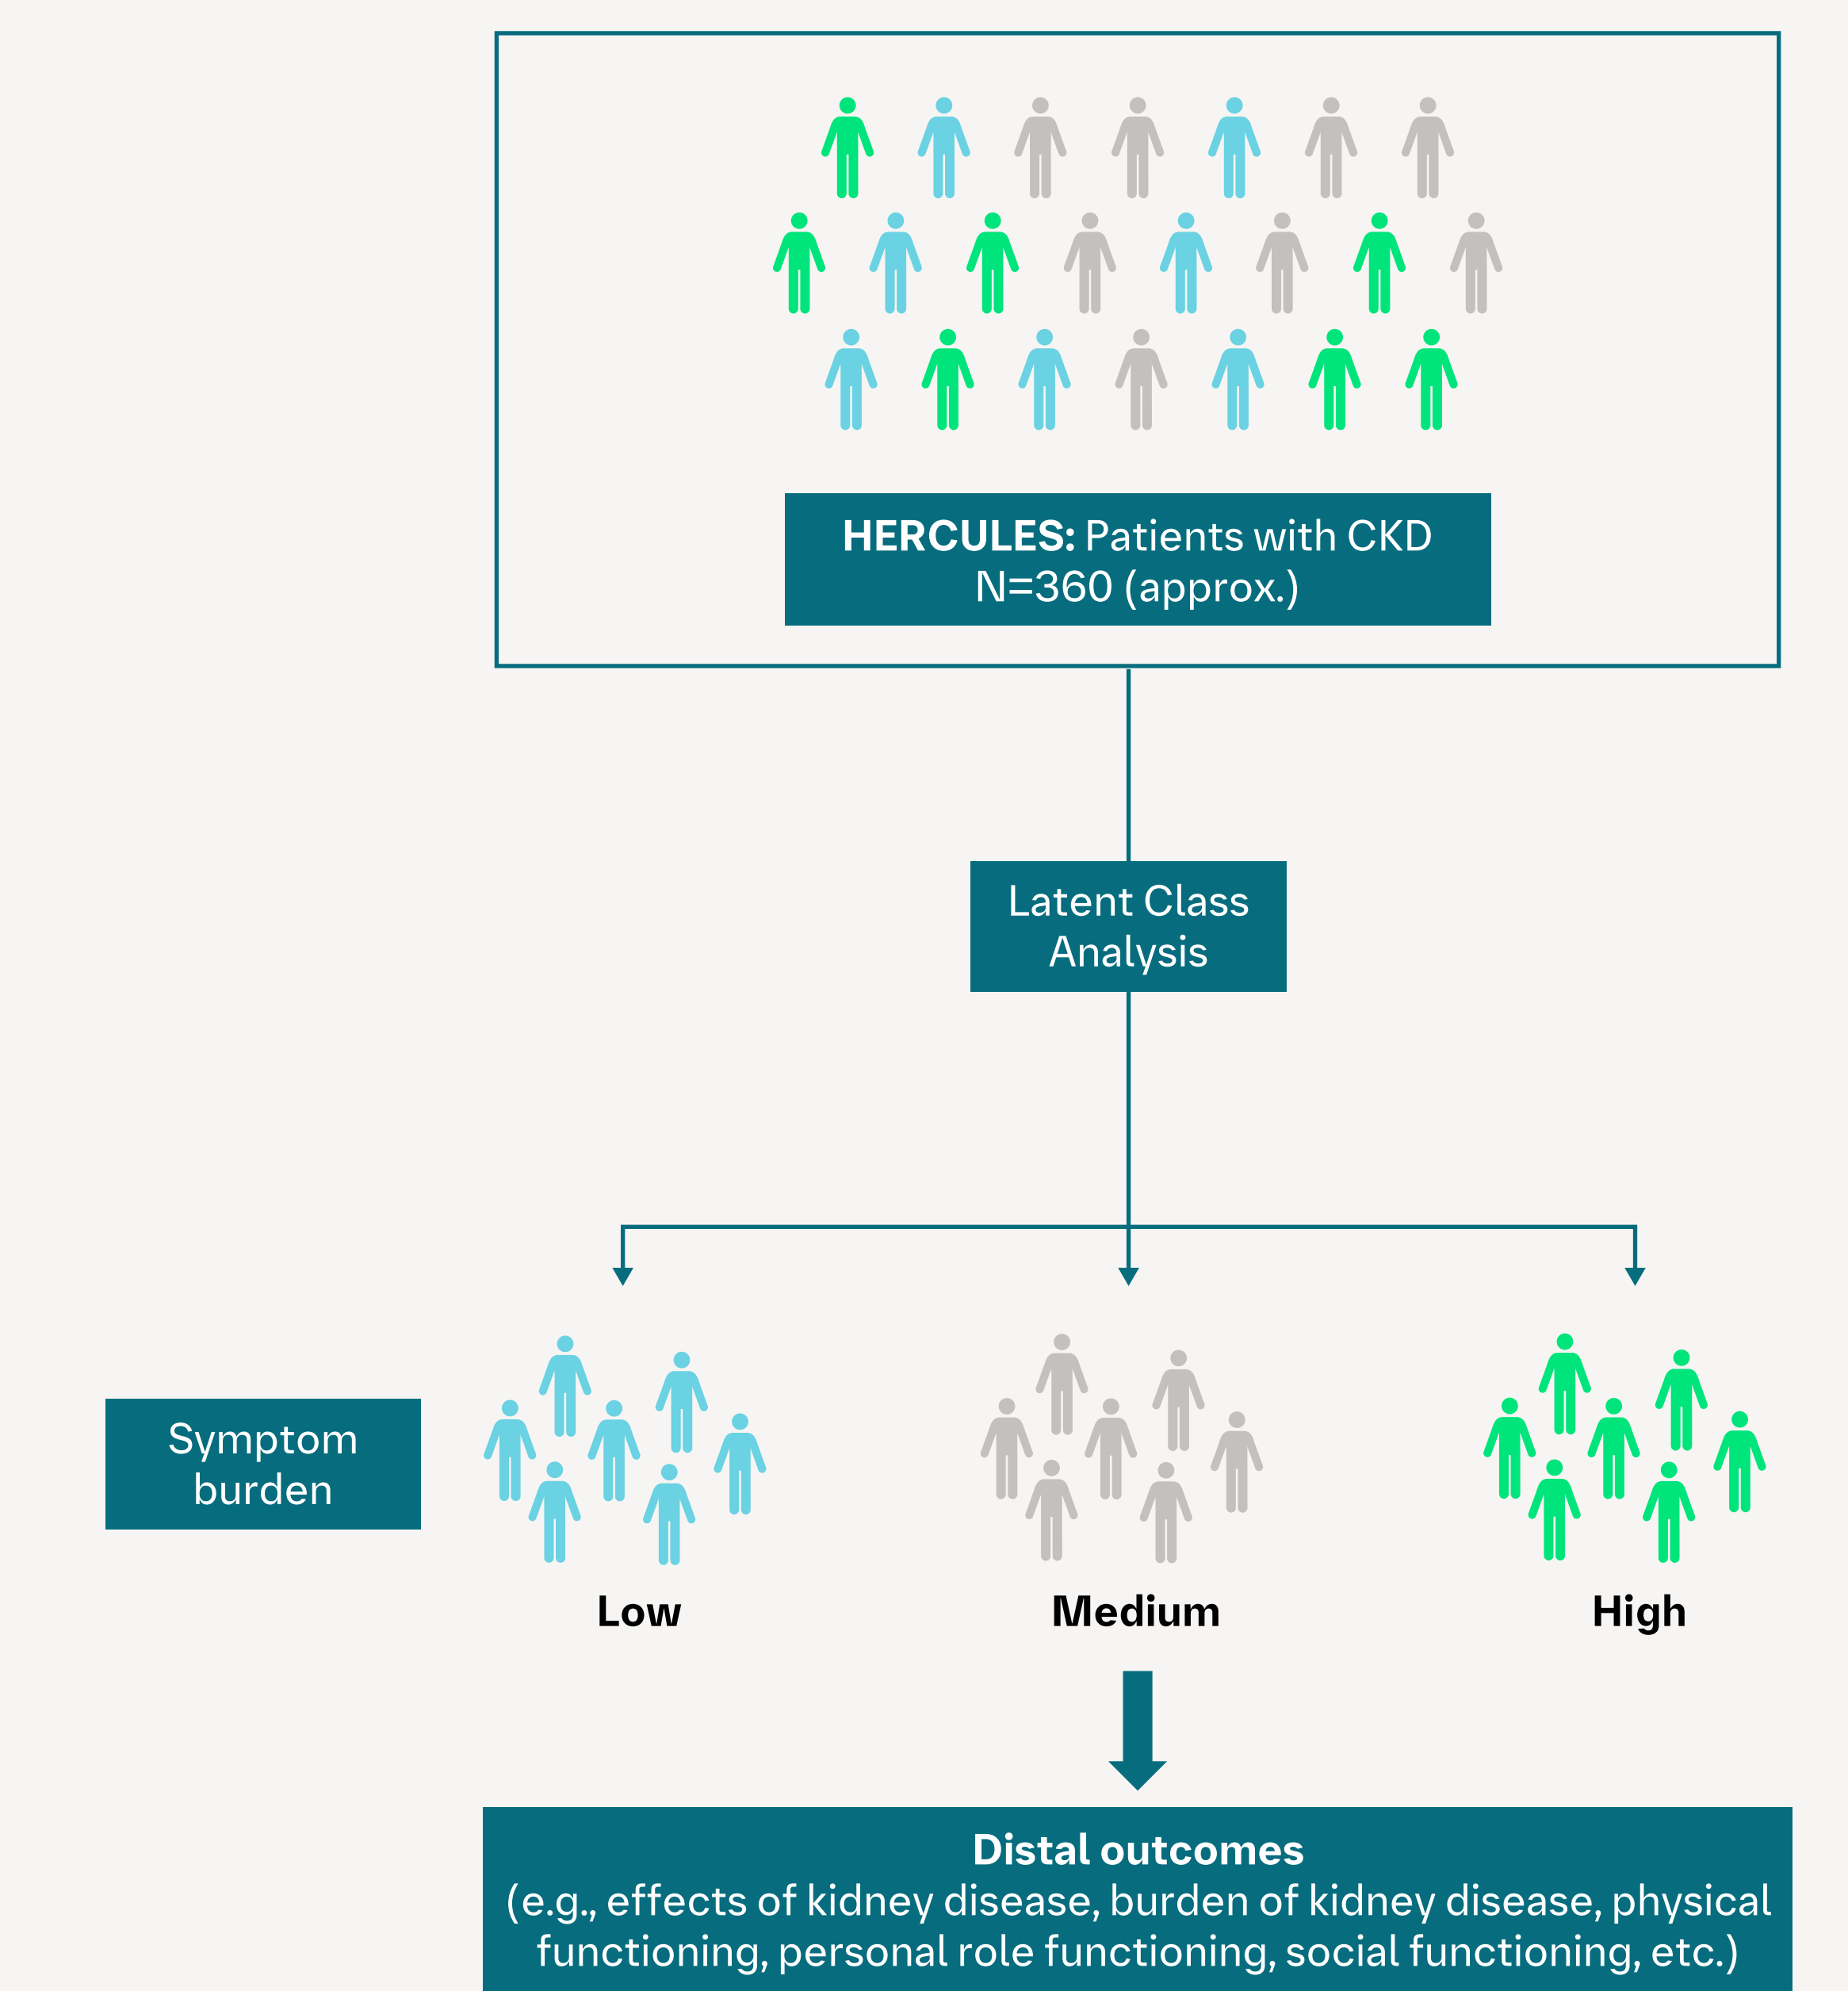 HERCULES: Patients with CKD
N=360 (approx.)
Latent Class
Analysis
Symptom
burden
Low
Medium
High
Distal outcomes
(e.g., effects of kidney disease, burden of kidney disease, physical
functioning, personal role functioning, social functioning, etc.)